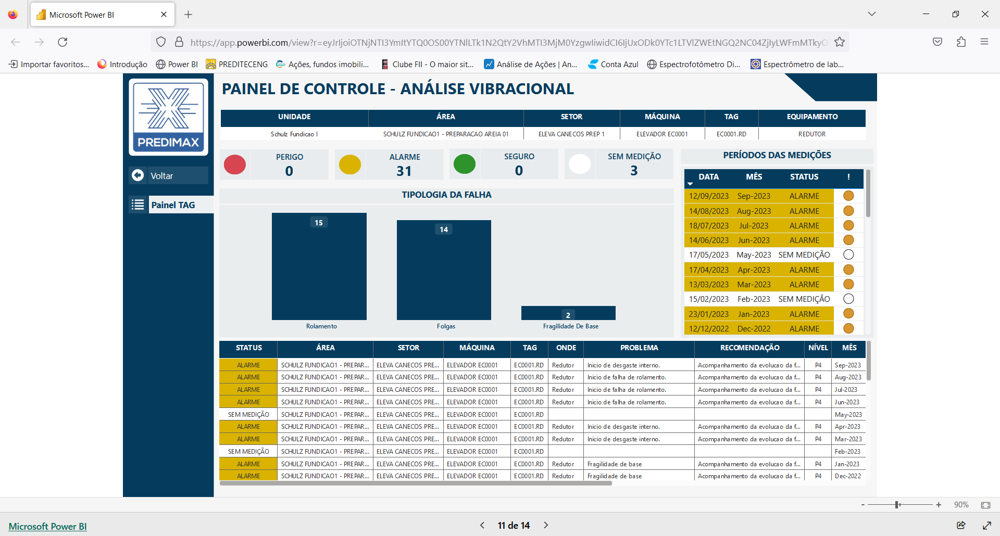 Microsoft Power BI
https://app.powerbi.com/view?r=
Importar favoritos... Introdução Power BI PREDITECENG Ações, fundos imobili... Clube FII - O maior sit... Análise de Ações | An... Conta Azul Espectrofotômetro Di... Espectrômetro de lab...
PREDIMAX
PAINEL DE CONTROLE - ANÁLISE VIBRACIONAL
UNIDADE ÁREA SETOR MÁQUINA TAG EQUIPAMENTO
Schulz Fundicao I SCHULZ FUNDICAO1 - PREPARACAO AREIA 01 ELEVA CANECOS PREP 1 ELEVADOR EC0001 EC0001.RD REDUTOR
Voltar
Painel TAG
PERIGO
0
ALARME
31
SEGURO
0
SEM MEDIÇÃO
3
TIPOLOGIA DA FALHA
15
14
2
Rolamento Folgas Fragilidade De Base
PERÍODOS DAS MEDIÇÕES
DATA MÊS STATUS !
12/09/2023 Sep-2023 ALARME
14/08/2023 Aug-2023 ALARME
18/07/2023 Jul-2023 ALARME
14/06/2023 Jun-2023 ALARME
17/05/2023 May-2023 SEM MEDIÇÃO
17/04/2023 Apr-2023 ALARME
13/03/2023 Mar-2023 ALARME
15/02/2023 Feb-2023 SEM MEDIÇÃO
23/01/2023 Jan-2023 ALARME
12/12/2022 Dec-2022 ALARME
STATUS ÁREA SETOR MÁQUINA TAG ONDE PROBLEMA RECOMENDAÇÃO NÍVEL MÊS
ALARME SCHULZ FUNDICAO1 - PREPAR... ELEVA CANECOS PRE... ELEVADOR EC0001 EC0001.RD Redutor Inicio de desgaste interno. Acompanhamento da evolucao da f... P4 Sep-2023
ALARME SCHULZ FUNDICAO1 - PREPAR... ELEVA CANECOS PRE... ELEVADOR EC0001 EC0001.RD Redutor Inicio de falha de rolamento. Acompanhamento da evolucao da f... P4 Aug-2023
ALARME SCHULZ FUNDICAO1 - PREPAR... ELEVA CANECOS PRE... ELEVADOR EC0001 EC0001.RD Redutor Inicio de falha de rolamento. Acompanhamento da evolucao da f... P4 Jul-2023
ALARME SCHULZ FUNDICAO1 - PREPAR... ELEVA CANECOS PRE... ELEVADOR EC0001 EC0001.RD Redutor Inicio de falha de rolamento. Acompanhamento da evolucao da f... P4 Jun-2023
SEM MEDIÇÃO SCHULZ FUNDICAO1 - PREPAR... ELEVA CANECOS PRE... ELEVADOR EC0001 EC0001.RD May-2023
ALARME SCHULZ FUNDICAO1 - PREPAR... ELEVA CANECOS PRE... ELEVADOR EC0001 EC0001.RD Redutor Inicio de desgaste interno. Acompanhamento da evolucao da f... P4 Apr-2023
ALARME SCHULZ FUNDICAO1 - PREPAR... ELEVA CANECOS PRE... ELEVADOR EC0001 EC0001.RD Redutor Inicio de desgaste interno. Acompanhamento da evolucao da f... P4 Mar-2023
SEM MEDIÇÃO SCHULZ FUNDICAO1 - PREPAR... ELEVA CANECOS PRE... ELEVADOR EC0001 EC0001.RD Feb-2023
ALARME SCHULZ FUNDICAO1 - PREPAR... ELEVA CANECOS PRE... ELEVADOR EC0001 EC0001.RD Redutor Fragilidade de base Acompanhamento da evolucao da f... P4 Jan-2023
ALARME SCHULZ FUNDICAO1 - PREPAR... ELEVA CANECOS PRE... ELEVADOR EC0001 EC0001.RD Redutor Fragilidade de base Acompanhamento da evolucao da f... P4 Dec-2022
- + 90%
Microsoft Power BI
< 11 de 14 >